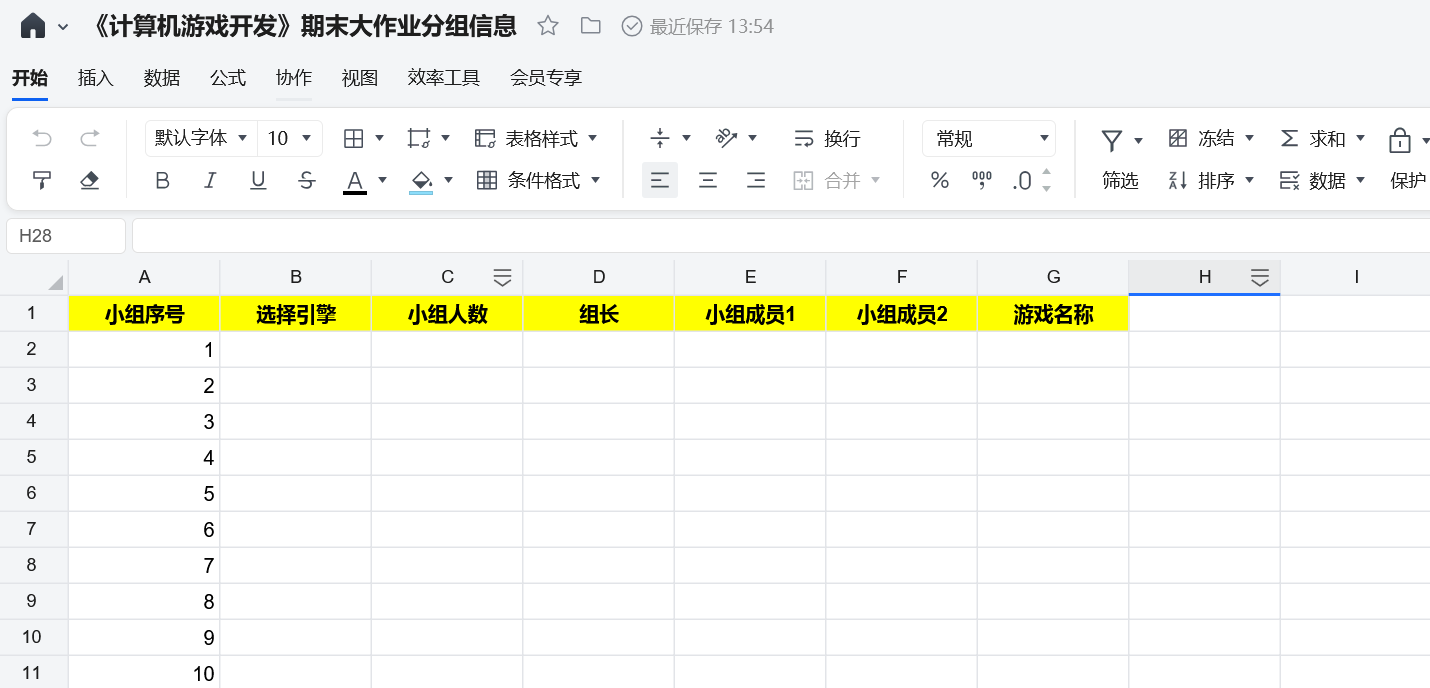 《计算机游戏开发》期末大作业分组信息 最近保存 13:54
开始 插入 数据 公式 协作 视图 效率工具 会员专享
默认字体 10 表格样式 换行 常规 冻结 求和
B I U S A 条件格式 合并 % 000 .0 筛选 排序 数据 保护
H28
A B C D E F G H I
1 小组序号 选择引擎 小组人数 组长 小组成员1 小组成员2 游戏名称
2 1
3 2
4 3
5 4
6 5
7 6
8 7
9 8
10 9
11 10